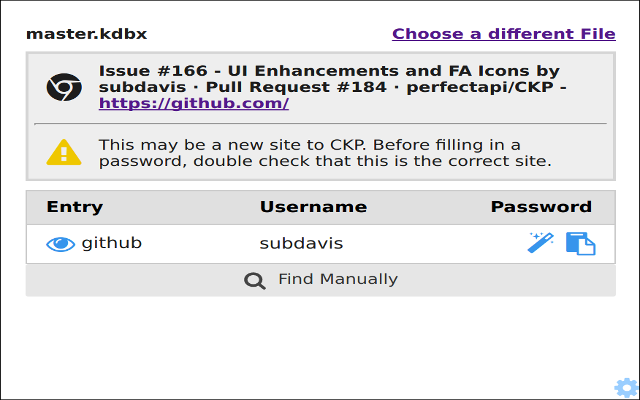 master.kdbx Choose a different File
Issue #166 - UI Enhancements and FA Icons by
subdavis · Pull Request #184 · perfectapi/CKP -
https://github.com/
This may be a new site to CKP. Before filling in a
password, double check that this is the correct site.
Entry Username Password
github subdavis
Find Manually